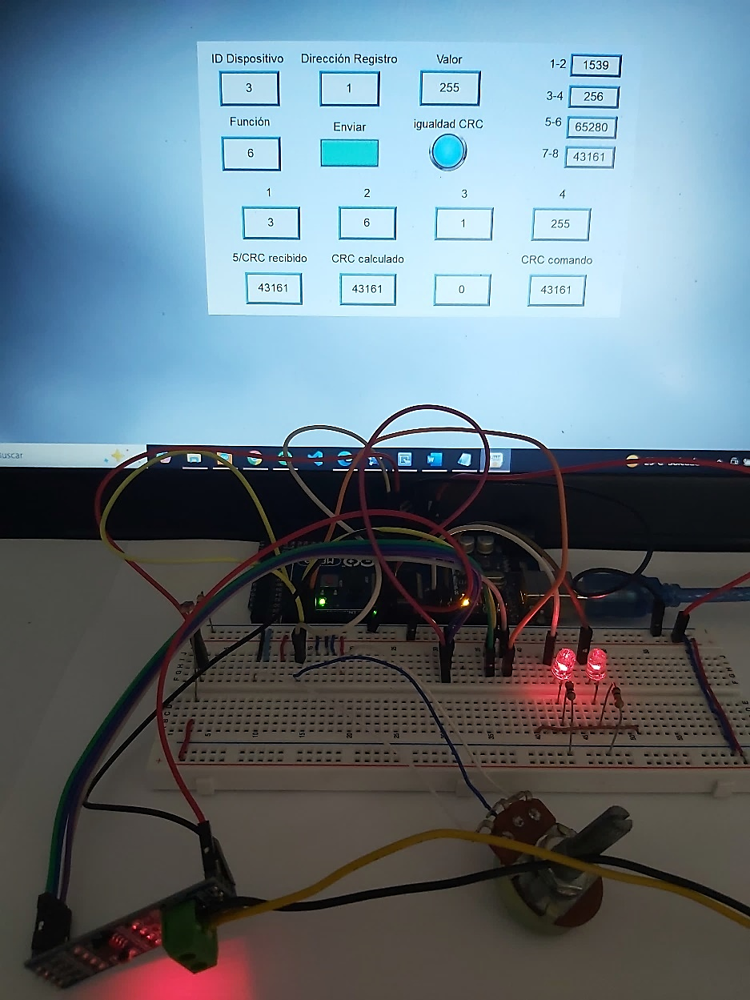 ID Dispositivo Dirección Registro Valor 1-2 1539
3 1 255 3-4 256
Función Enviar igualdad CRC 5-6 65280
6 7-8 43161
1 2 3 4
3 6 1 255
5/CRC recibido CRC calculado CRC comando
43161 43161 0 43161
uscar